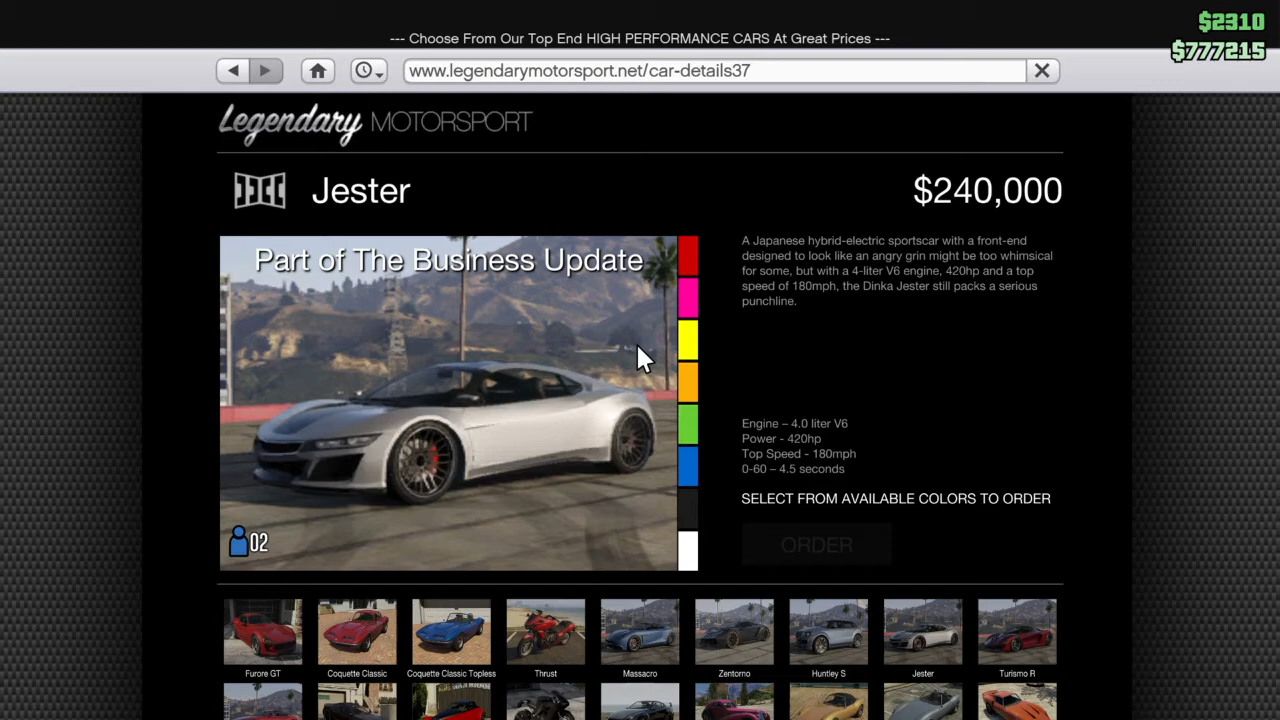 $2310
--- Choose From Our Top End HIGH PERFORMANCE CARS At Great Prices ---
$777215
www.legendarymotorsport.net/car-details37
Legendary MOTORSPORT
Jester
$240,000
Part of The Business Update
A Japanese hybrid-electric sportscar with a front-end
designed to look like an angry grin might be too whimsical
for some, but with a 4-liter V6 engine, 420hp and a top
speed of 180mph, the Dinka Jester still packs a serious
punchline.
Engine – 4.0 liter V6
Power - 420hp
Top Speed - 180mph
0-60 – 4.5 seconds
SELECT FROM AVAILABLE COLORS TO ORDER
02
ORDER
Furore GT
Coquette Classic
Coquette Classic Topless
Thrust
Massacro
Zentorno
Huntley S
Jester
Turismo R